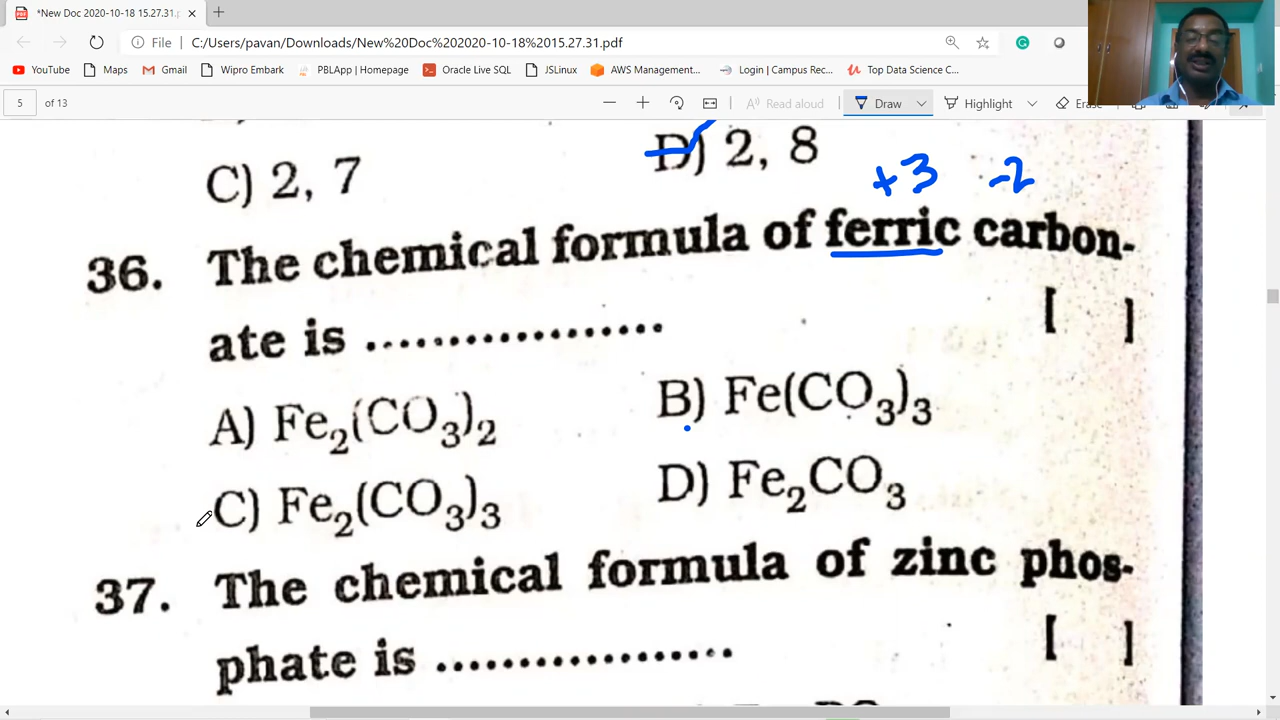 *New Doc 2020-10-18 15.27.31.p
File C:/Users/pavan/Downloads/New%20Doc%202020-10-18%2015.27.31.pdf
YouTube Maps Gmail Wipro Embark PBLApp | Homepage Oracle Live SQL JSLinux AWS Management... Login | Campus Rec... Top Data Science C...
5 of 13 Read aloud Draw Highlight Erase
C) 2, 7 D) 2, 8
+3 -2
36. The chemical formula of ferric carbon-
ate is .................. [ ]
A) Fe₂(CO₃)₂ B) Fe(CO₃)₃
C) Fe₂(CO₃)₃ D) Fe₂CO₃
37. The chemical formula of zinc phos-
phate is .................. [ ]